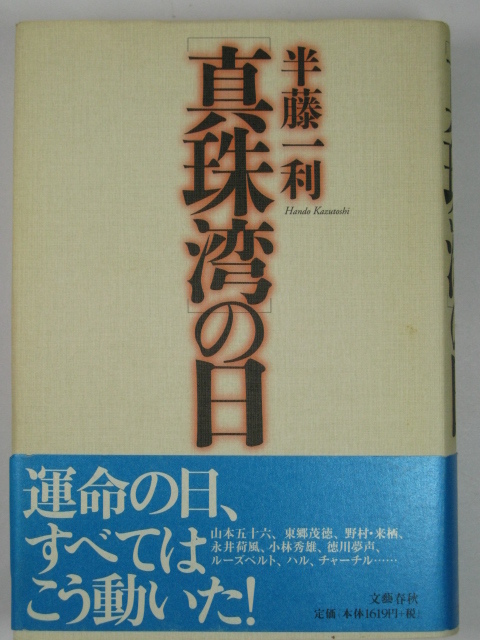 半藤一利
Hando Kazutoshi
[真珠湾]の日
運命の日、
すべては
こう動いた!
山本五十六、東郷茂徳、野村・来栖、
永井荷風、小林秀雄、徳川夢声、
ルーズベルト、ハル、チャーチル……
文藝春秋
定価:本体1619円+税